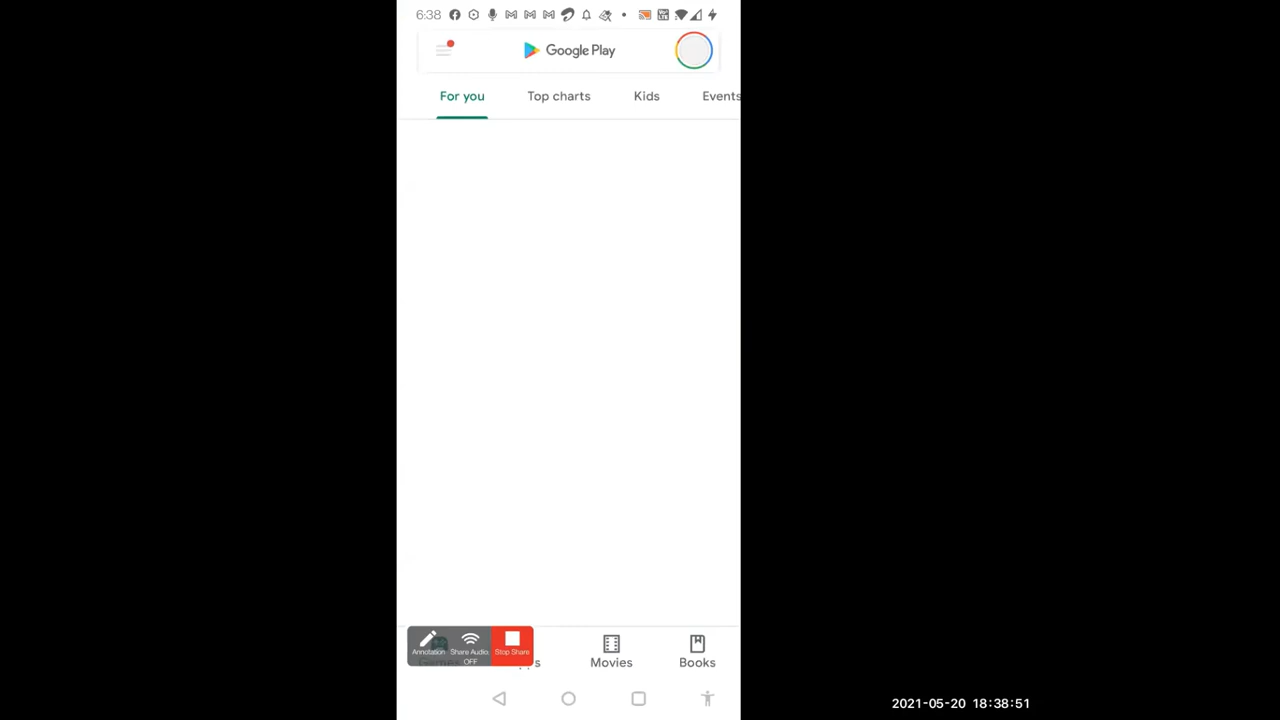 6:38
Google Play
For you Top charts Kids Events
Annotation Share Audio: OFF Stop Share
Movies Books
2021-05-20 18:38:51